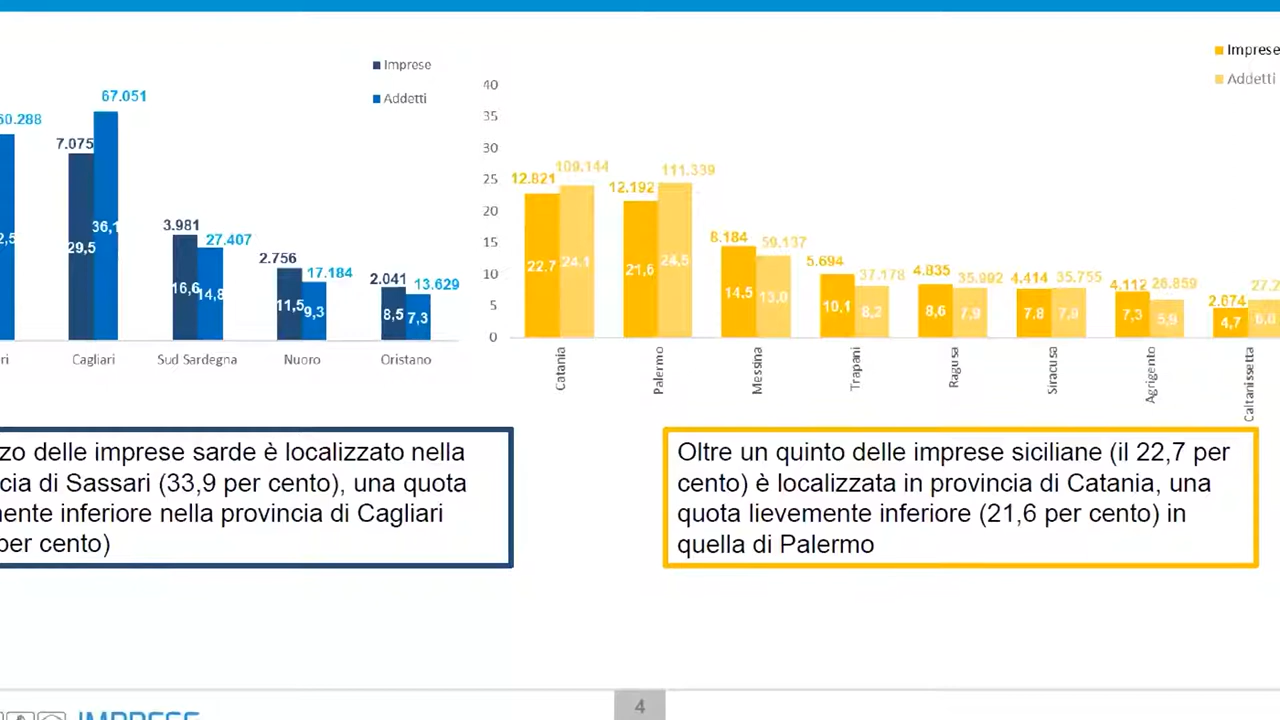 Imprese
Addetti
67.051
7.075
36,1
29,5
3.981
27.407
16,6
14,8
2.756
17.184
11,5
9,3
2.041
13.629
8,5
7,3
Cagliari
Sud Sardegna
Nuoro
Oristano
Imprese
Addetti
40
35
30
25
20
15
10
5
0
12.821
109.144
22,7
24,1
12.192
111.339
21,6
24,5
8.184
59.137
14,5
13,0
5.694
37.178
10,1
8,2
4.835
35.992
8,6
7,9
4.414
35.755
7,8
7,9
4.112
26.859
7,3
5,9
2.674
27.2
4,7
6,0
Catania
Palermo
Messina
Trapani
Ragusa
Siracusa
Agrigento
Caltanissetta
zo delle imprese sarde è localizzato nella
cia di Sassari (33,9 per cento), una quota
ente inferiore nella provincia di Cagliari
per cento)
Oltre un quinto delle imprese siciliane (il 22,7 per
cento) è localizzata in provincia di Catania, una
quota lievemente inferiore (21,6 per cento) in
quella di Palermo
4
IMPRESE